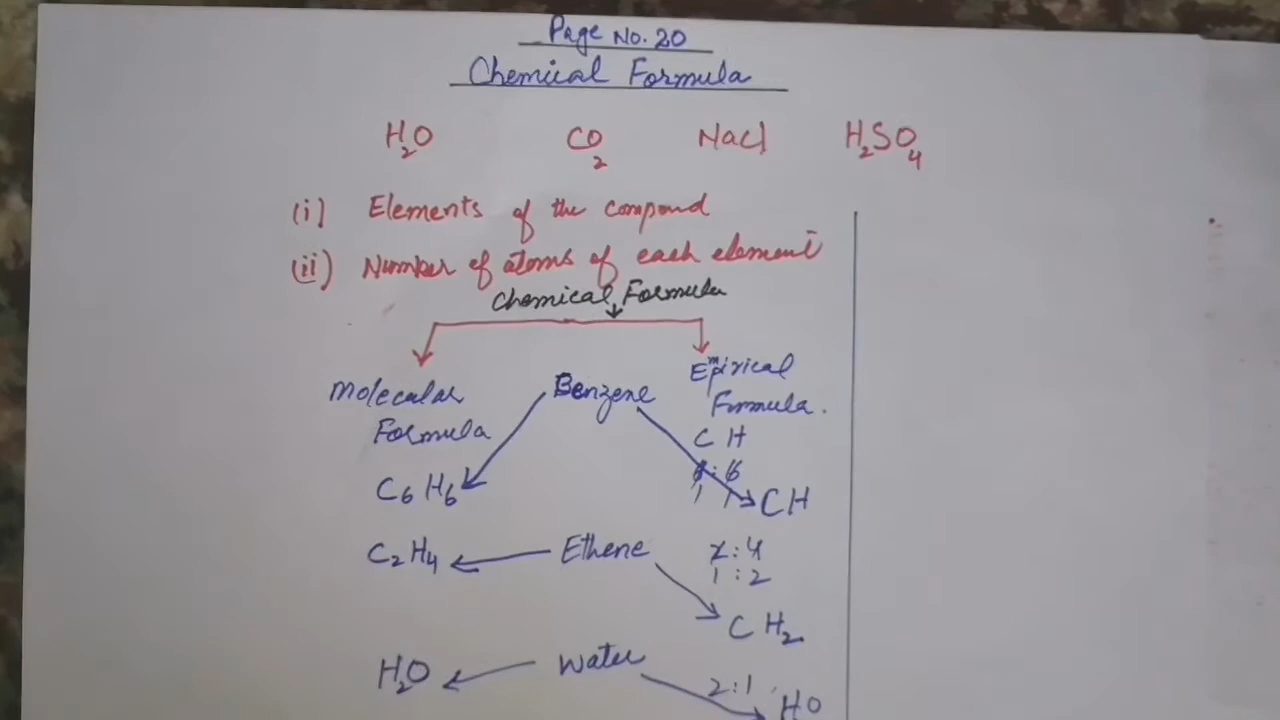 Page No. 20
Chemical Formula
H₂O CO₂ NaCl H₂SO₄
(i) Elements of the compound
(ii) Number of atoms of each element
Chemical Formula
Molecular Formula
Benzene
Empirical Formula.
C H
6:6
1 1
C₆H₆
CH
C₂H₄
Ethene
2:4
1:2
CH₂
H₂O
Water
2:1
HO